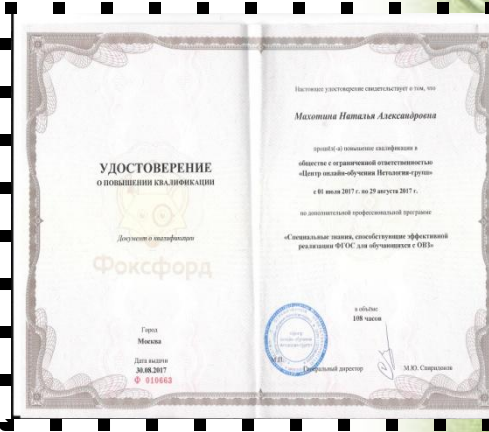 УДОСТОВЕРЕНИЕ
О ПОВЫШЕНИИ КВАЛИФИКАЦИИ
Документ о квалификации
Фоксфорд
Город
Москва
Дата выдачи
30.08.2017
Ф 010663
Настоящее удостоверение свидетельствует о том, что
Махотина Наталья Александровна
прошёл(-а) повышение квалификации в
обществе с ограниченной ответственностью
«Центр онлайн-обучения Нетология-групп»
с 01 июля 2017 г. по 29 августа 2017 г.
по дополнительной профессиональной программе
«Специальные знания, способствующие эффективной
реализации ФГОС для обучающихся с ОВЗ»
в объёме
108 часов
М.П.
Генеральный директор
М.Ю. Спиридонов